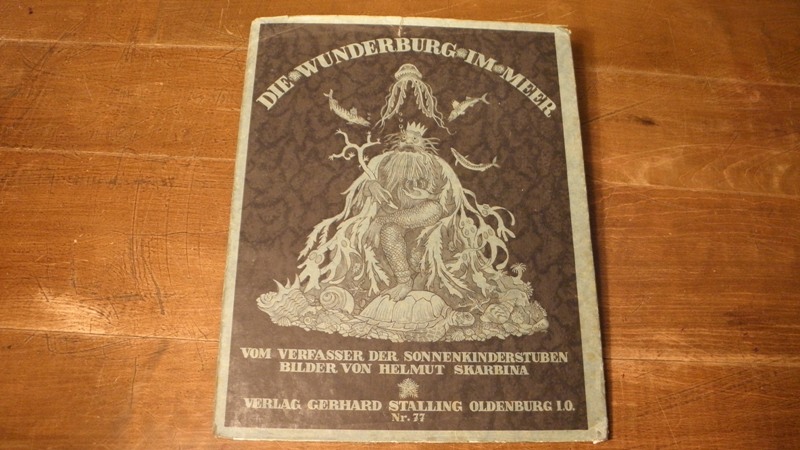 DIE WUNDERBURG IM MEER
VOM VERFASSER DER SONNENKINDERSTUBEN
BILDER VON HELMUT SKARBINA
VERLAG GERHARD STALLING OLDENBURG I.O.
Nr. 77